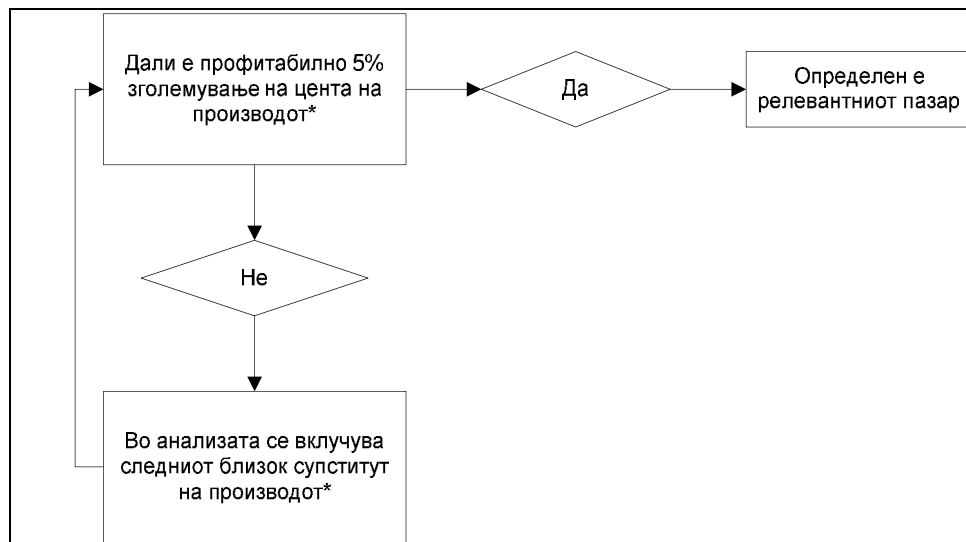 Дали е профитабилно 5%
зголемување на цента на
производот*
Да
Определен е
релевантниот пазар
Не
Во анализата се вклучува
следниот близок супститут
на производот*